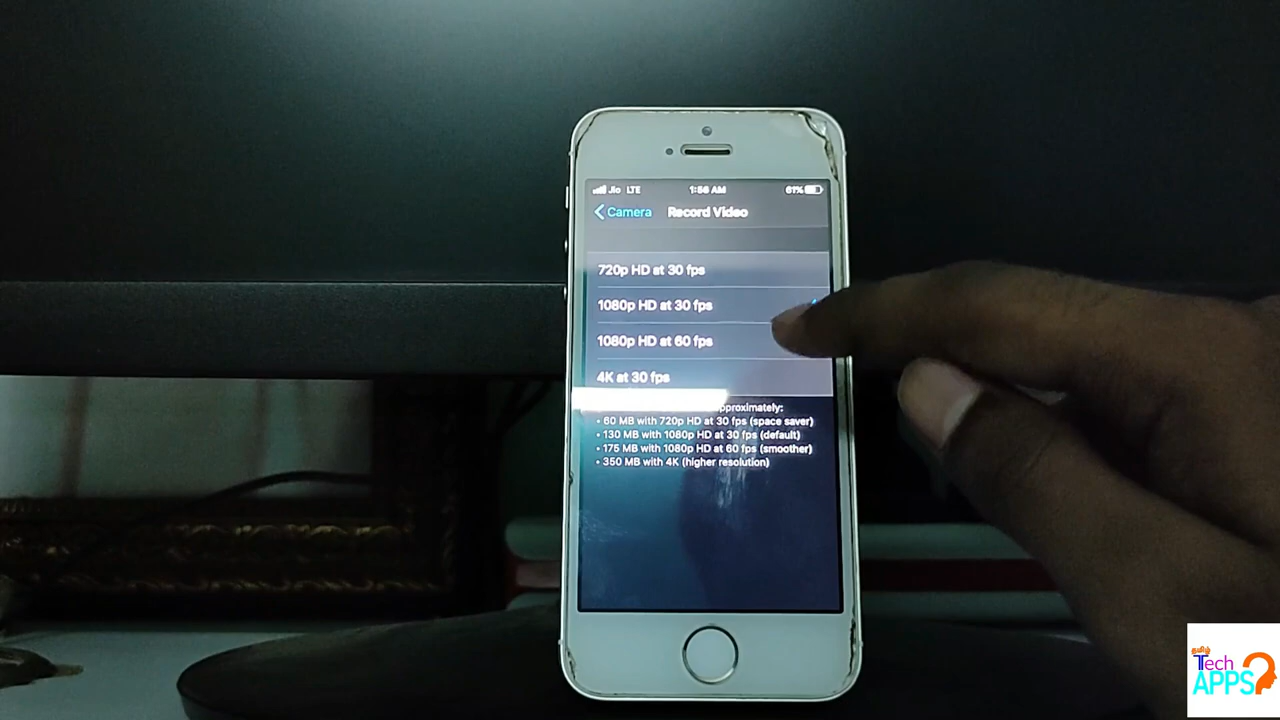 Jio LTE 1:56 AM 61%
Camera Record Video
720p HD at 30 fps
1080p HD at 30 fps
1080p HD at 60 fps
4K at 30 fps
approximately:
• 60 MB with 720p HD at 30 fps (space saver)
• 130 MB with 1080p HD at 30 fps (default)
• 175 MB with 1080p HD at 60 fps (smoother)
• 350 MB with 4K (higher resolution)
தமிழ்
Tech
APPS